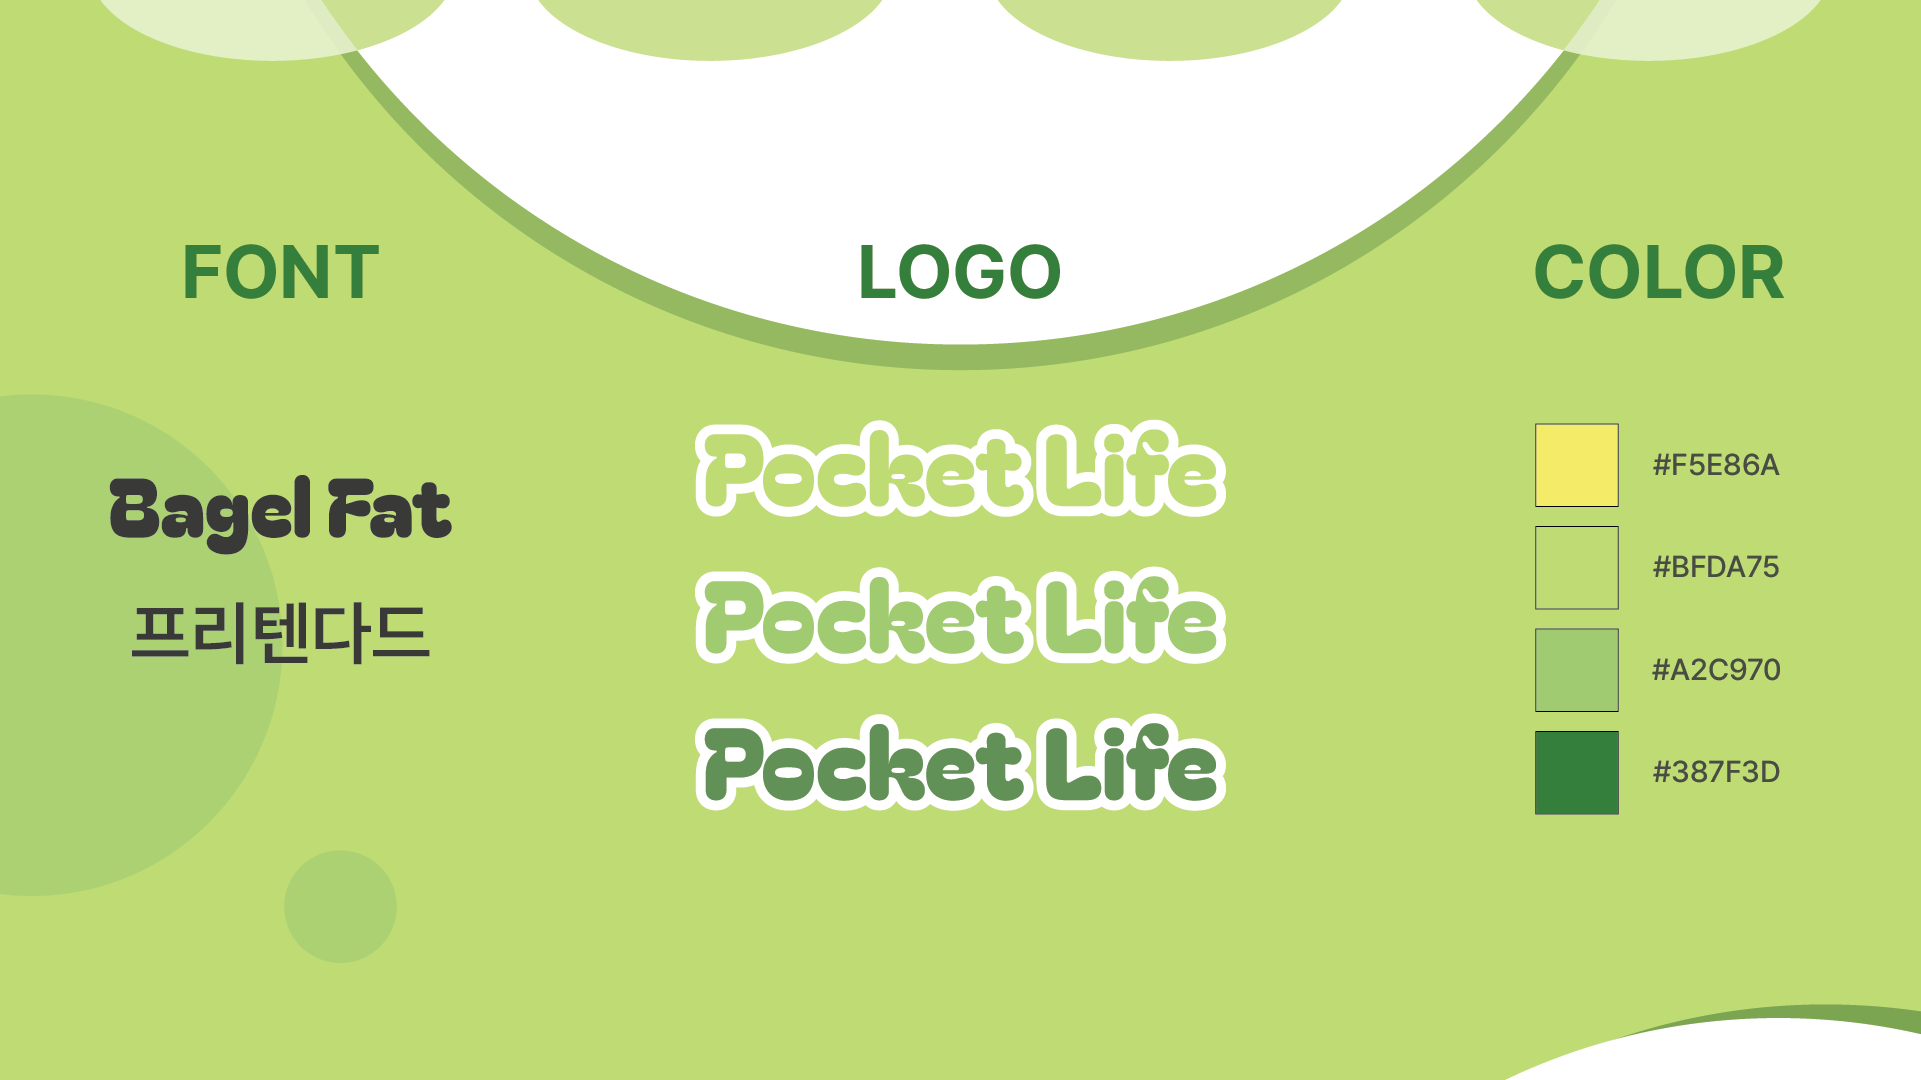 FONT
LOGO
COLOR
Bagel Fat
프리텐다드
Pocket Life
Pocket Life
Pocket Life
#F5E86A
#BFDA75
#A2C970
#387F3D